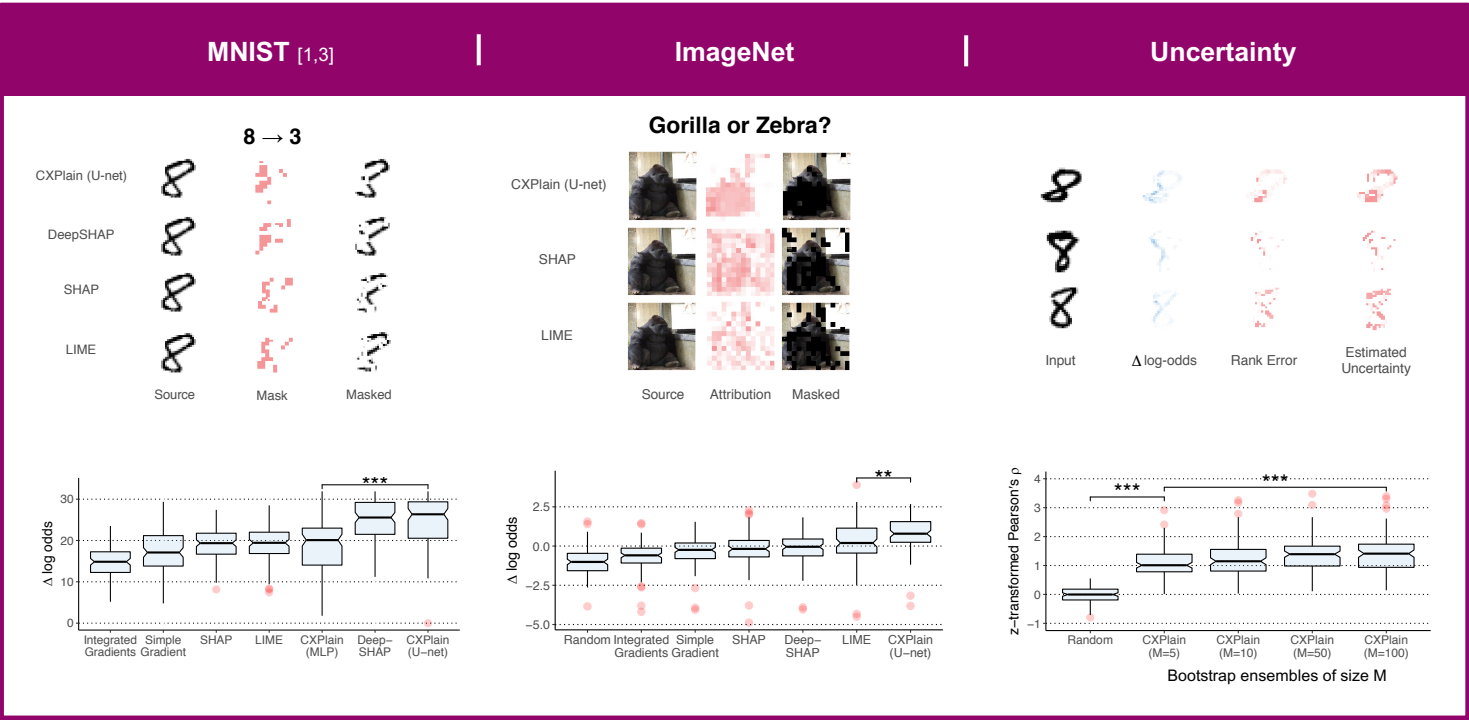 MNIST [1,3] | ImageNet | Uncertainty
8 → 3
CXPlain (U-net)
DeepSHAP
SHAP
LIME
Source Mask Masked
Δ log odds
30
20
10
0
***
Integrated Gradients
Simple Gradient
SHAP
LIME
CXPlain (MLP)
Deep–SHAP
CXPlain (U-net)
Gorilla or Zebra?
CXPlain (U-net)
SHAP
LIME
Source Attribution Masked
Δ log odds
2.5
0.0
−2.5
−5.0
**
Random
Integrated Gradients
Simple Gradient
SHAP
Deep–SHAP
LIME
CXPlain (U-net)
Input
Δ log-odds
Rank Error
Estimated
Uncertainty
z−transformed Pearson's ρ
4
3
2
1
0
−1
***
***
Random
CXPlain (M=5)
CXPlain (M=10)
CXPlain (M=50)
CXPlain (M=100)
Bootstrap ensembles of size M